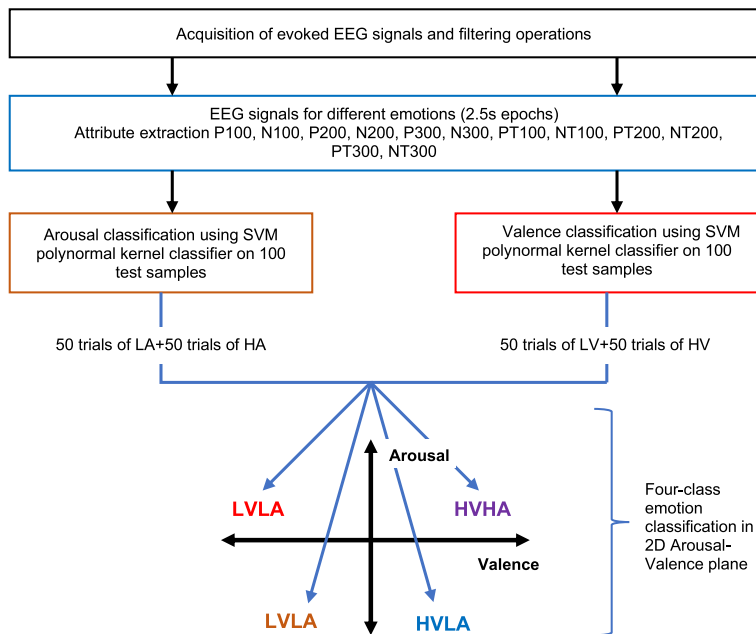 Acquisition of evoked EEG signals and filtering operations
EEG signals for different emotions (2.5s epochs)
Attribute extraction P100, N100, P200, N200, P300, N300, PT100, NT100, PT200, NT200,
PT300, NT300
Arousal classification using SVM
polynormal kernel classifier on 100
test samples
Valence classification using SVM
polynormal kernel classifier on 100
test samples
50 trials of LA+50 trials of HA
50 trials of LV+50 trials of HV
Arousal
LVLA
HVHA
Valence
LVLA
HVLA
Four-class
emotion
classification in
2D Arousal-
Valence plane